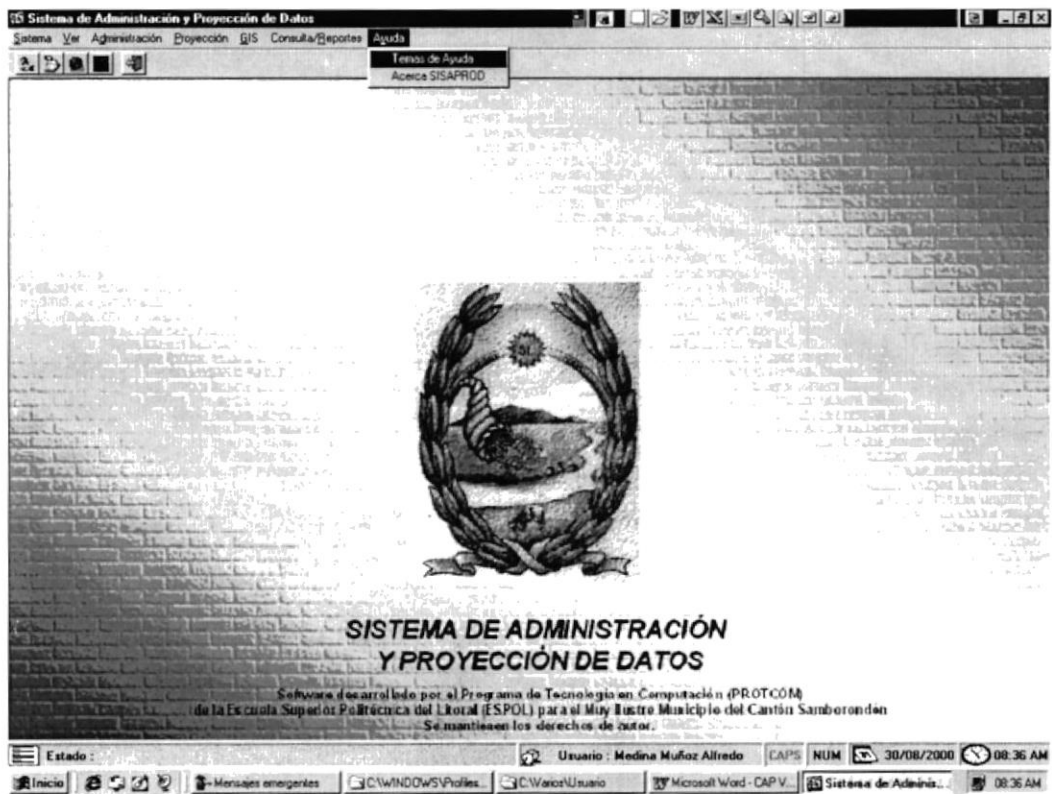 Sistema de Administración y Proyección de Datos
Sistema Ver Administración Proyección GIS Consulta/Reportes Ayuda
Temas de Ayuda
Acerca SISAPROD
SISTEMA DE ADMINISTRACIÓN
Y PROYECCIÓN DE DATOS
Software desarrollado por el Programa de Tecnología en Computación (PROTCOM)
de la Escuela Superior Politécnica del Litoral (ESPOL) para el Muy Ilustre Municipio del Cantón Samborondón
Se mantienen los derechos de autor.
Estado : Usuario : Medina Muñoz Alfredo CAPS NUM 30/08/2000 08:36 AM
Inicio - Mensajes emergentes C:\WINDOWS\Profiles... C:\Varios\Usuario Microsoft Word - CAP V... Sistema de Adminis... 08:36 AM